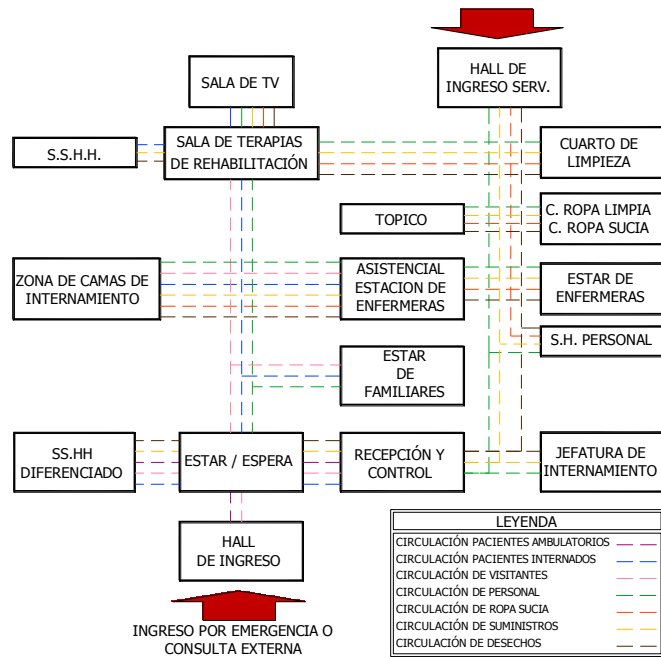 HALL DE
INGRESO SERV.
SALA DE TV
S.S.H.H.
SALA DE TERAPIAS
DE REHABILITACIÓN
CUARTO DE
LIMPIEZA
TOPICO
C. ROPA LIMPIA
C. ROPA SUCIA
ZONA DE CAMAS DE
INTERNAMIENTO
ASISTENCIAL
ESTACION DE
ENFERMERAS
ESTAR DE
ENFERMERAS
S.H. PERSONAL
ESTAR
DE
FAMILIARES
SS.HH
DIFERENCIADO
ESTAR / ESPERA
RECEPCIÓN Y
CONTROL
JEFATURA DE
INTERNAMIENTO
HALL
DE INGRESO
INGRESO POR EMERGENCIA O
CONSULTA EXTERNA
LEYENDA
CIRCULACIÓN PACIENTES AMBULATORIOS
CIRCULACIÓN PACIENTES INTERNADOS
CIRCULACIÓN DE VISITANTES
CIRCULACIÓN DE PERSONAL
CIRCULACIÓN DE ROPA SUCIA
CIRCULACIÓN DE SUMINISTROS
CIRCULACIÓN DE DESECHOS